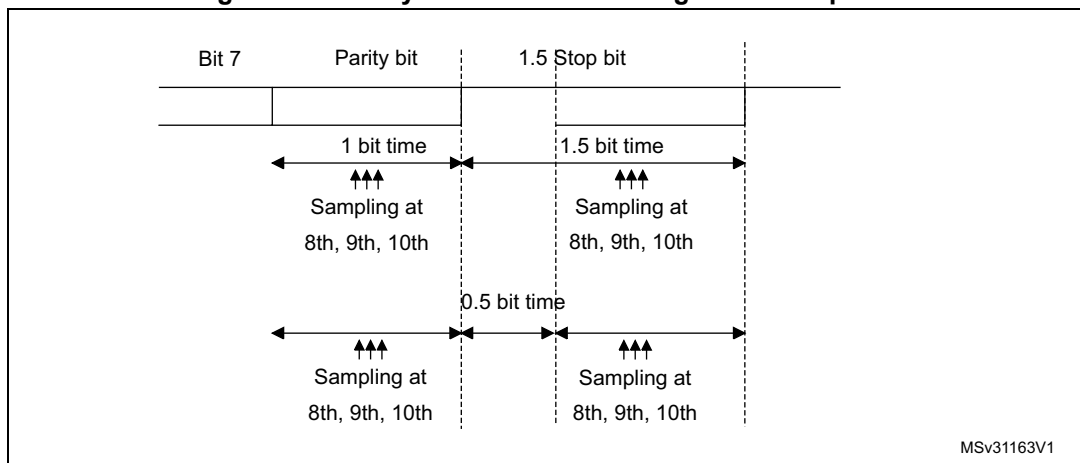 Bit 7 Parity bit 1.5 Stop bit
1 bit time 1.5 bit time
Sampling at Sampling at
8th, 9th, 10th 8th, 9th, 10th
0.5 bit time
Sampling at Sampling at
8th, 9th, 10th 8th, 9th, 10th
MSv31163V1